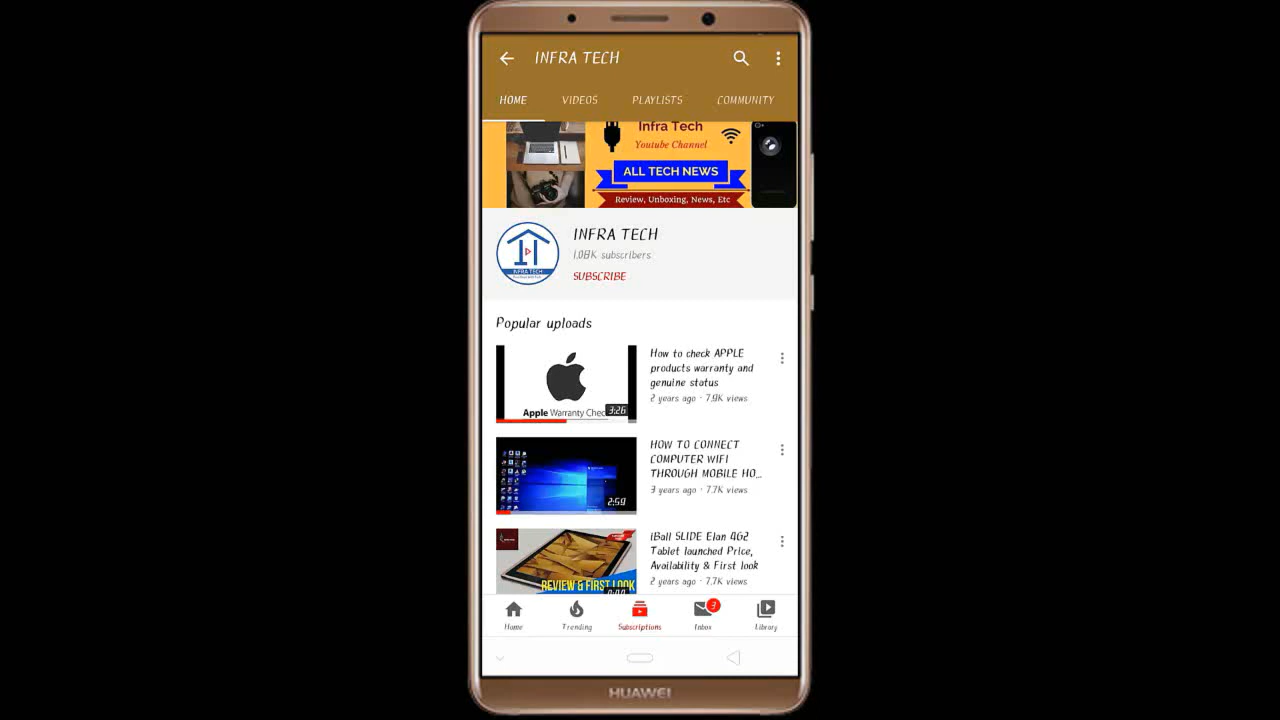 INFRA TECH
HOME VIDEOS PLAYLISTS COMMUNITY
Infra Tech
Youtube Channel
ALL TECH NEWS
Review, Unboxing, News, Etc
INFRA TECH
INFRA TECH
1.08K subscribers
SUBSCRIBE
Popular uploads
How to check APPLE
products warranty and
genuine status
2 years ago · 7.9K views
Apple Warranty Chec
3:26
HOW TO CONNECT
COMPUTER WIFI
THROUGH MOBILE HO...
3 years ago · 7.7K views
2:59
iBall SLIDE Elan 4G2
Tablet launched Price,
Availability & First look
2 years ago · 7.7K views
REVIEW & FIRST LOOK
Home Trending Subscriptions Inbox Library
3
HUAWEI